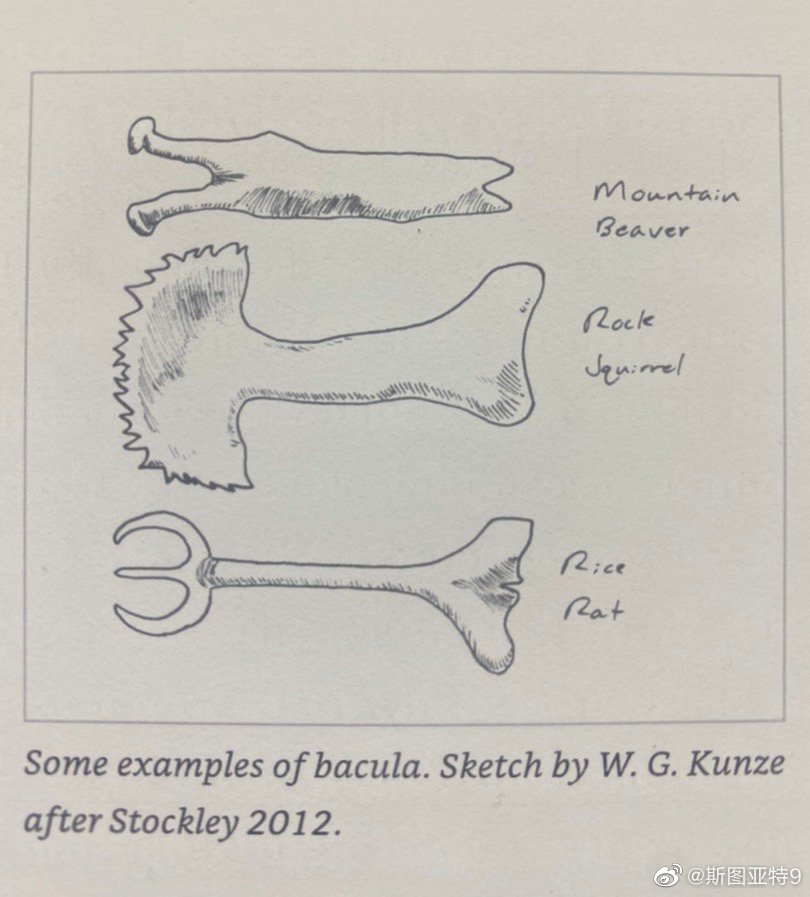 Mountain
Beaver
Rock
Squirrel
Rice
Rat
Some examples of bacula. Sketch by W. G. Kunze
after Stockley 2012.
@斯图亚特9